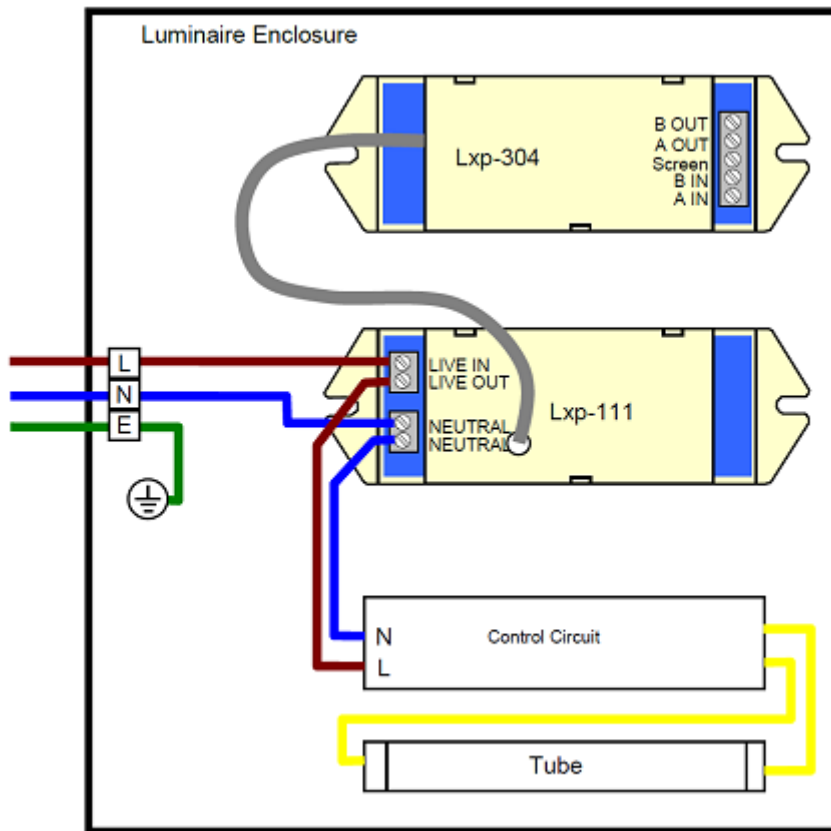 Luminaire Enclosure
Lxp-304
B OUT
A OUT
Screen
B IN
A IN
L
N
E
LIVE IN
LIVE OUT
NEUTRAL
NEUTRAL
Lxp-111
N
L
Control Circuit
Tube